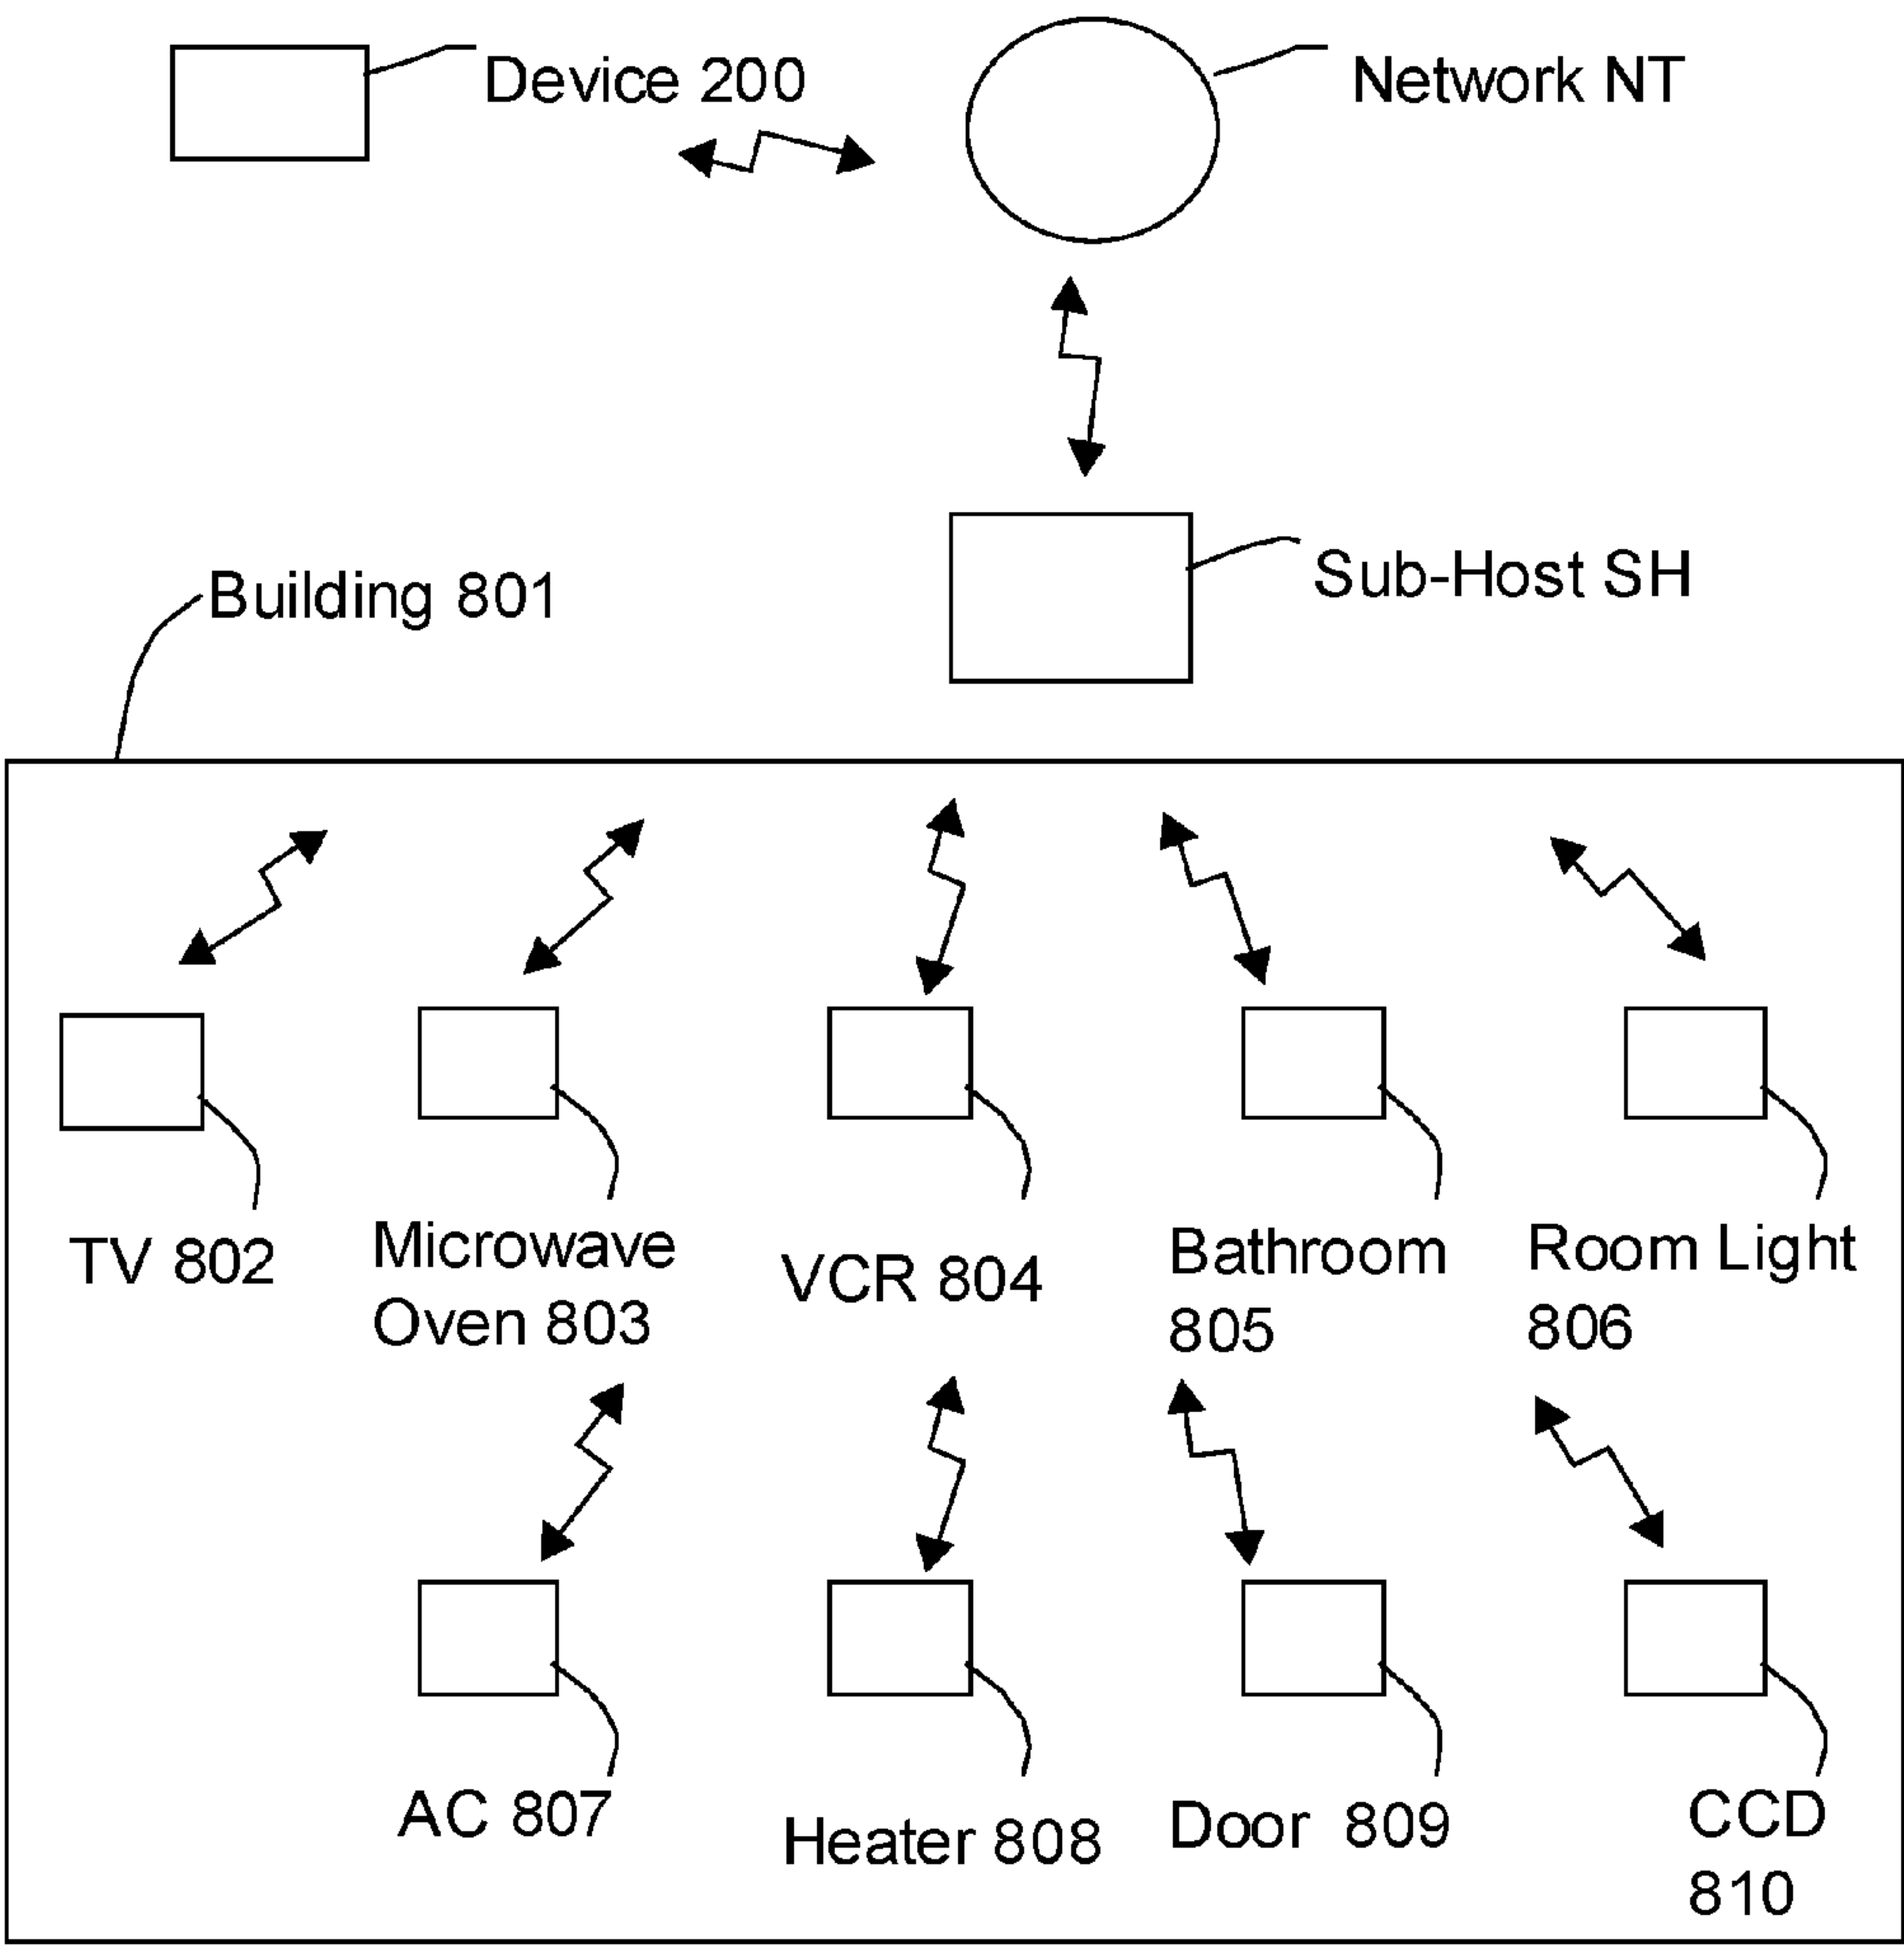 Device 200
Network NT
Sub-Host SH
Building 801
TV 802
Microwave
Oven 803
VCR 804
Bathroom
805
Room Light
806
AC 807
Heater 808
Door 809
CCD
810